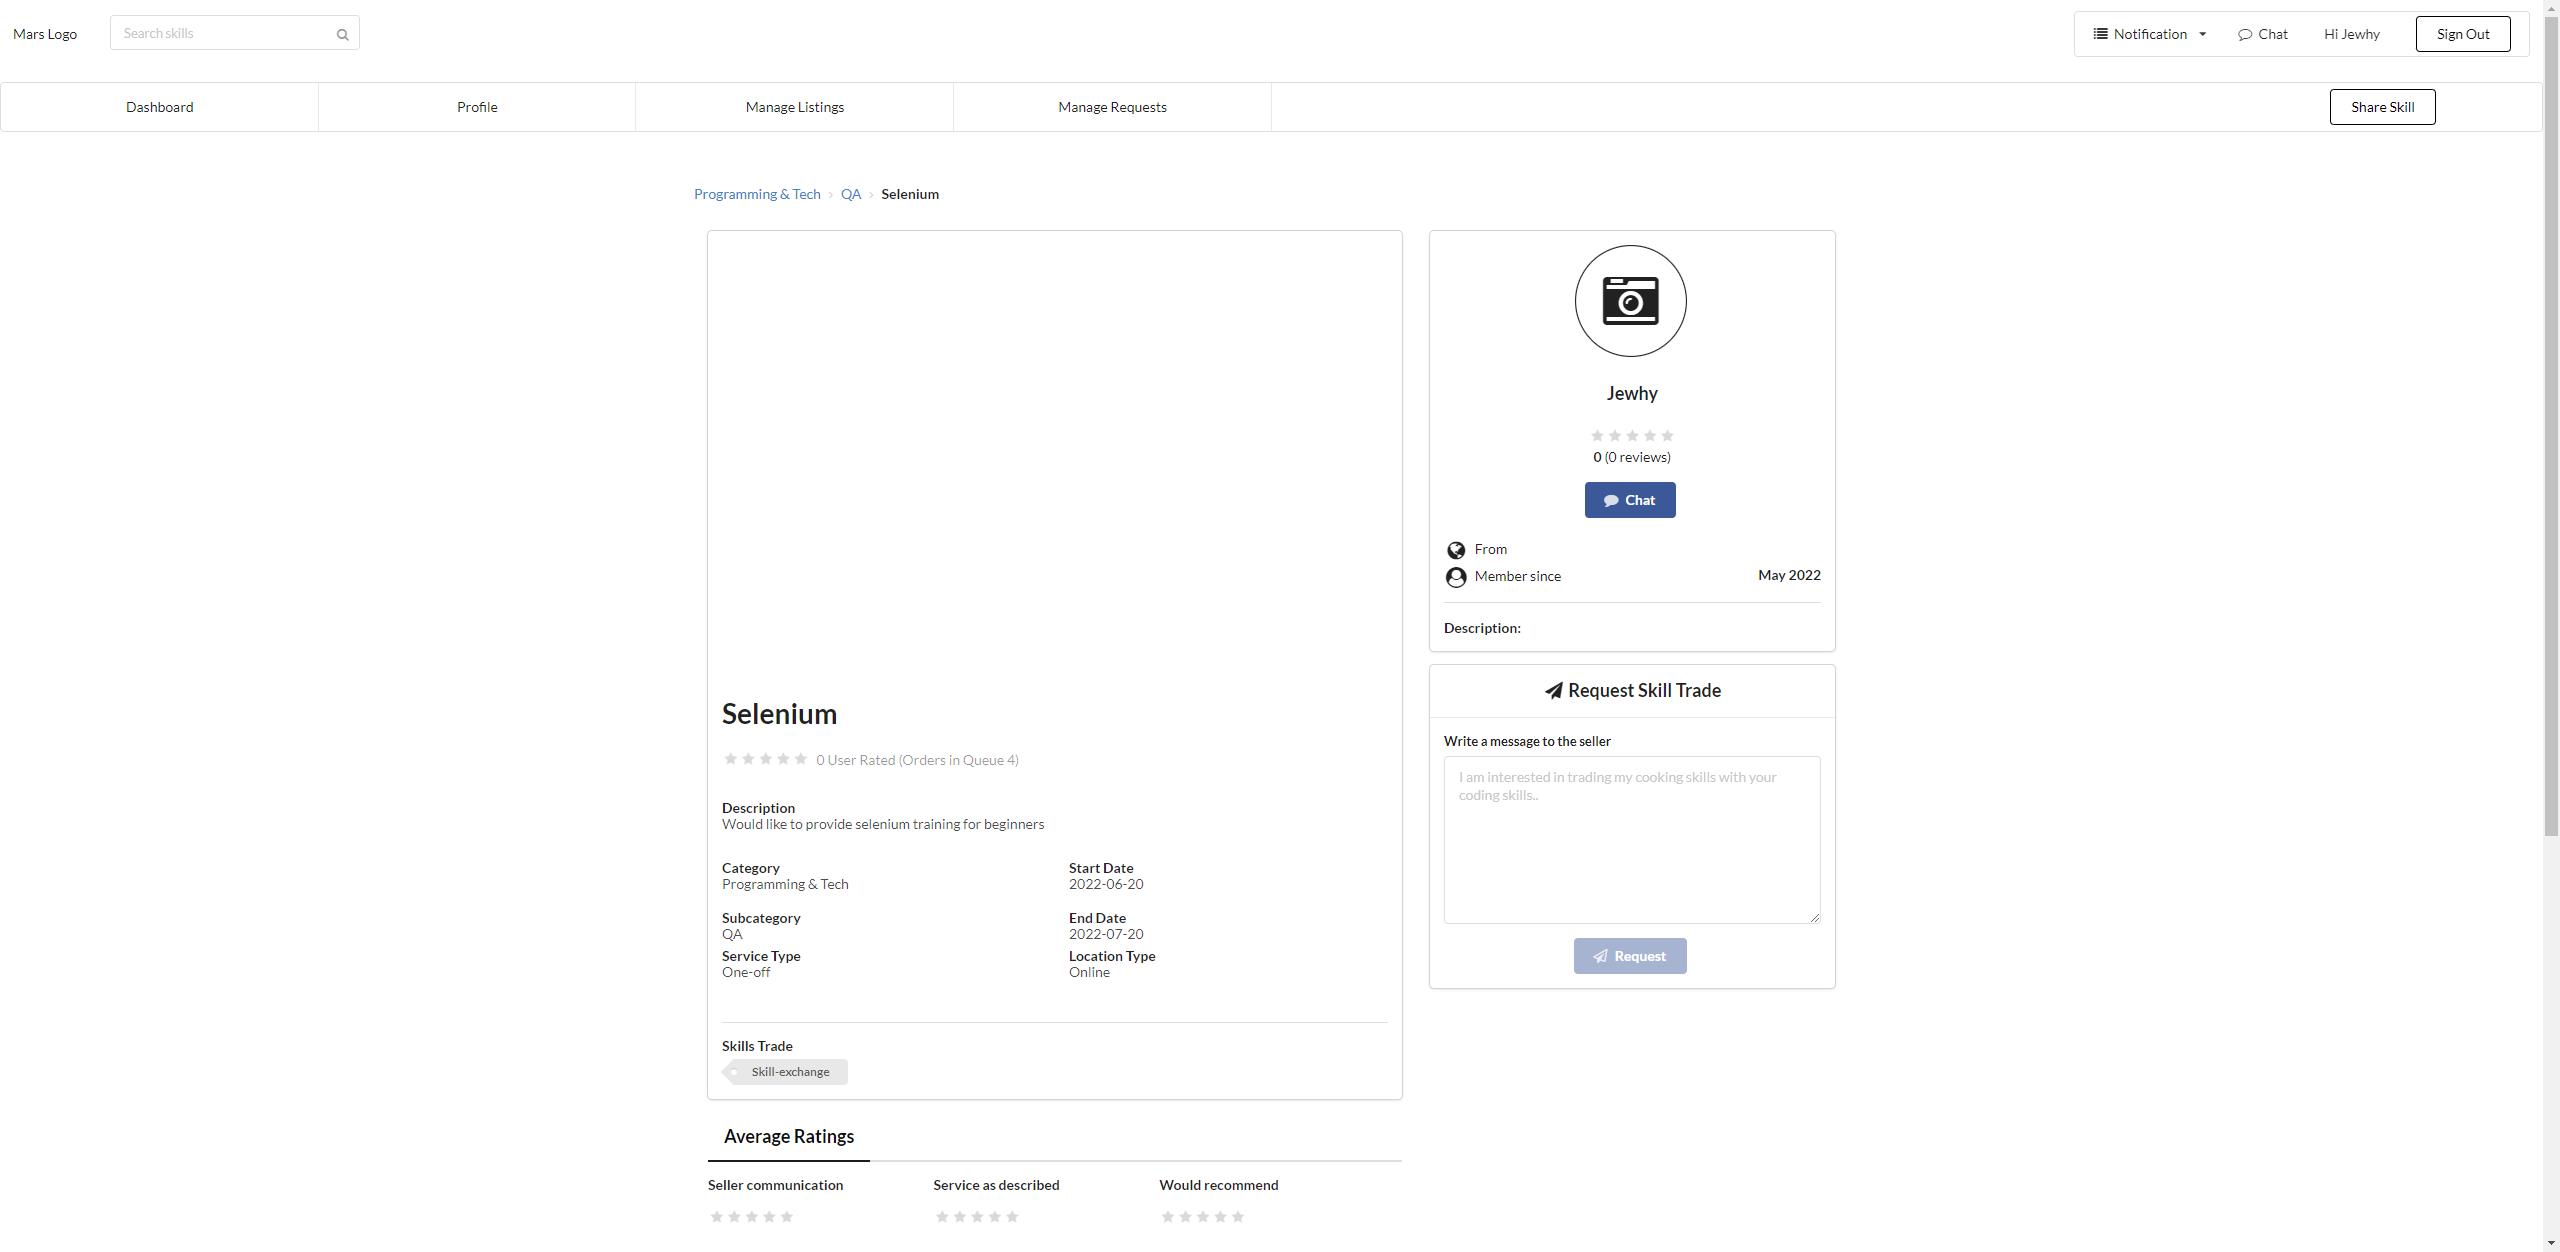 Mars Logo
Search skills
Notification
Chat
Hi Jewhy
Sign Out
Dashboard
Profile
Manage Listings
Manage Requests
Share Skill
Programming & Tech › QA › Selenium
Selenium
0 User Rated (Orders in Queue 4)
Description
Would like to provide selenium training for beginners
Category
Programming & Tech
Start Date
2022-06-20
Subcategory
QA
End Date
2022-07-20
Service Type
One-off
Location Type
Online
Skills Trade
Skill-exchange
Jewhy
0 (0 reviews)
Chat
From
Member since
May 2022
Description:
Request Skill Trade
Write a message to the seller
I am interested in trading my cooking skills with your
coding skills..
Request
Average Ratings
Seller communication
Service as described
Would recommend